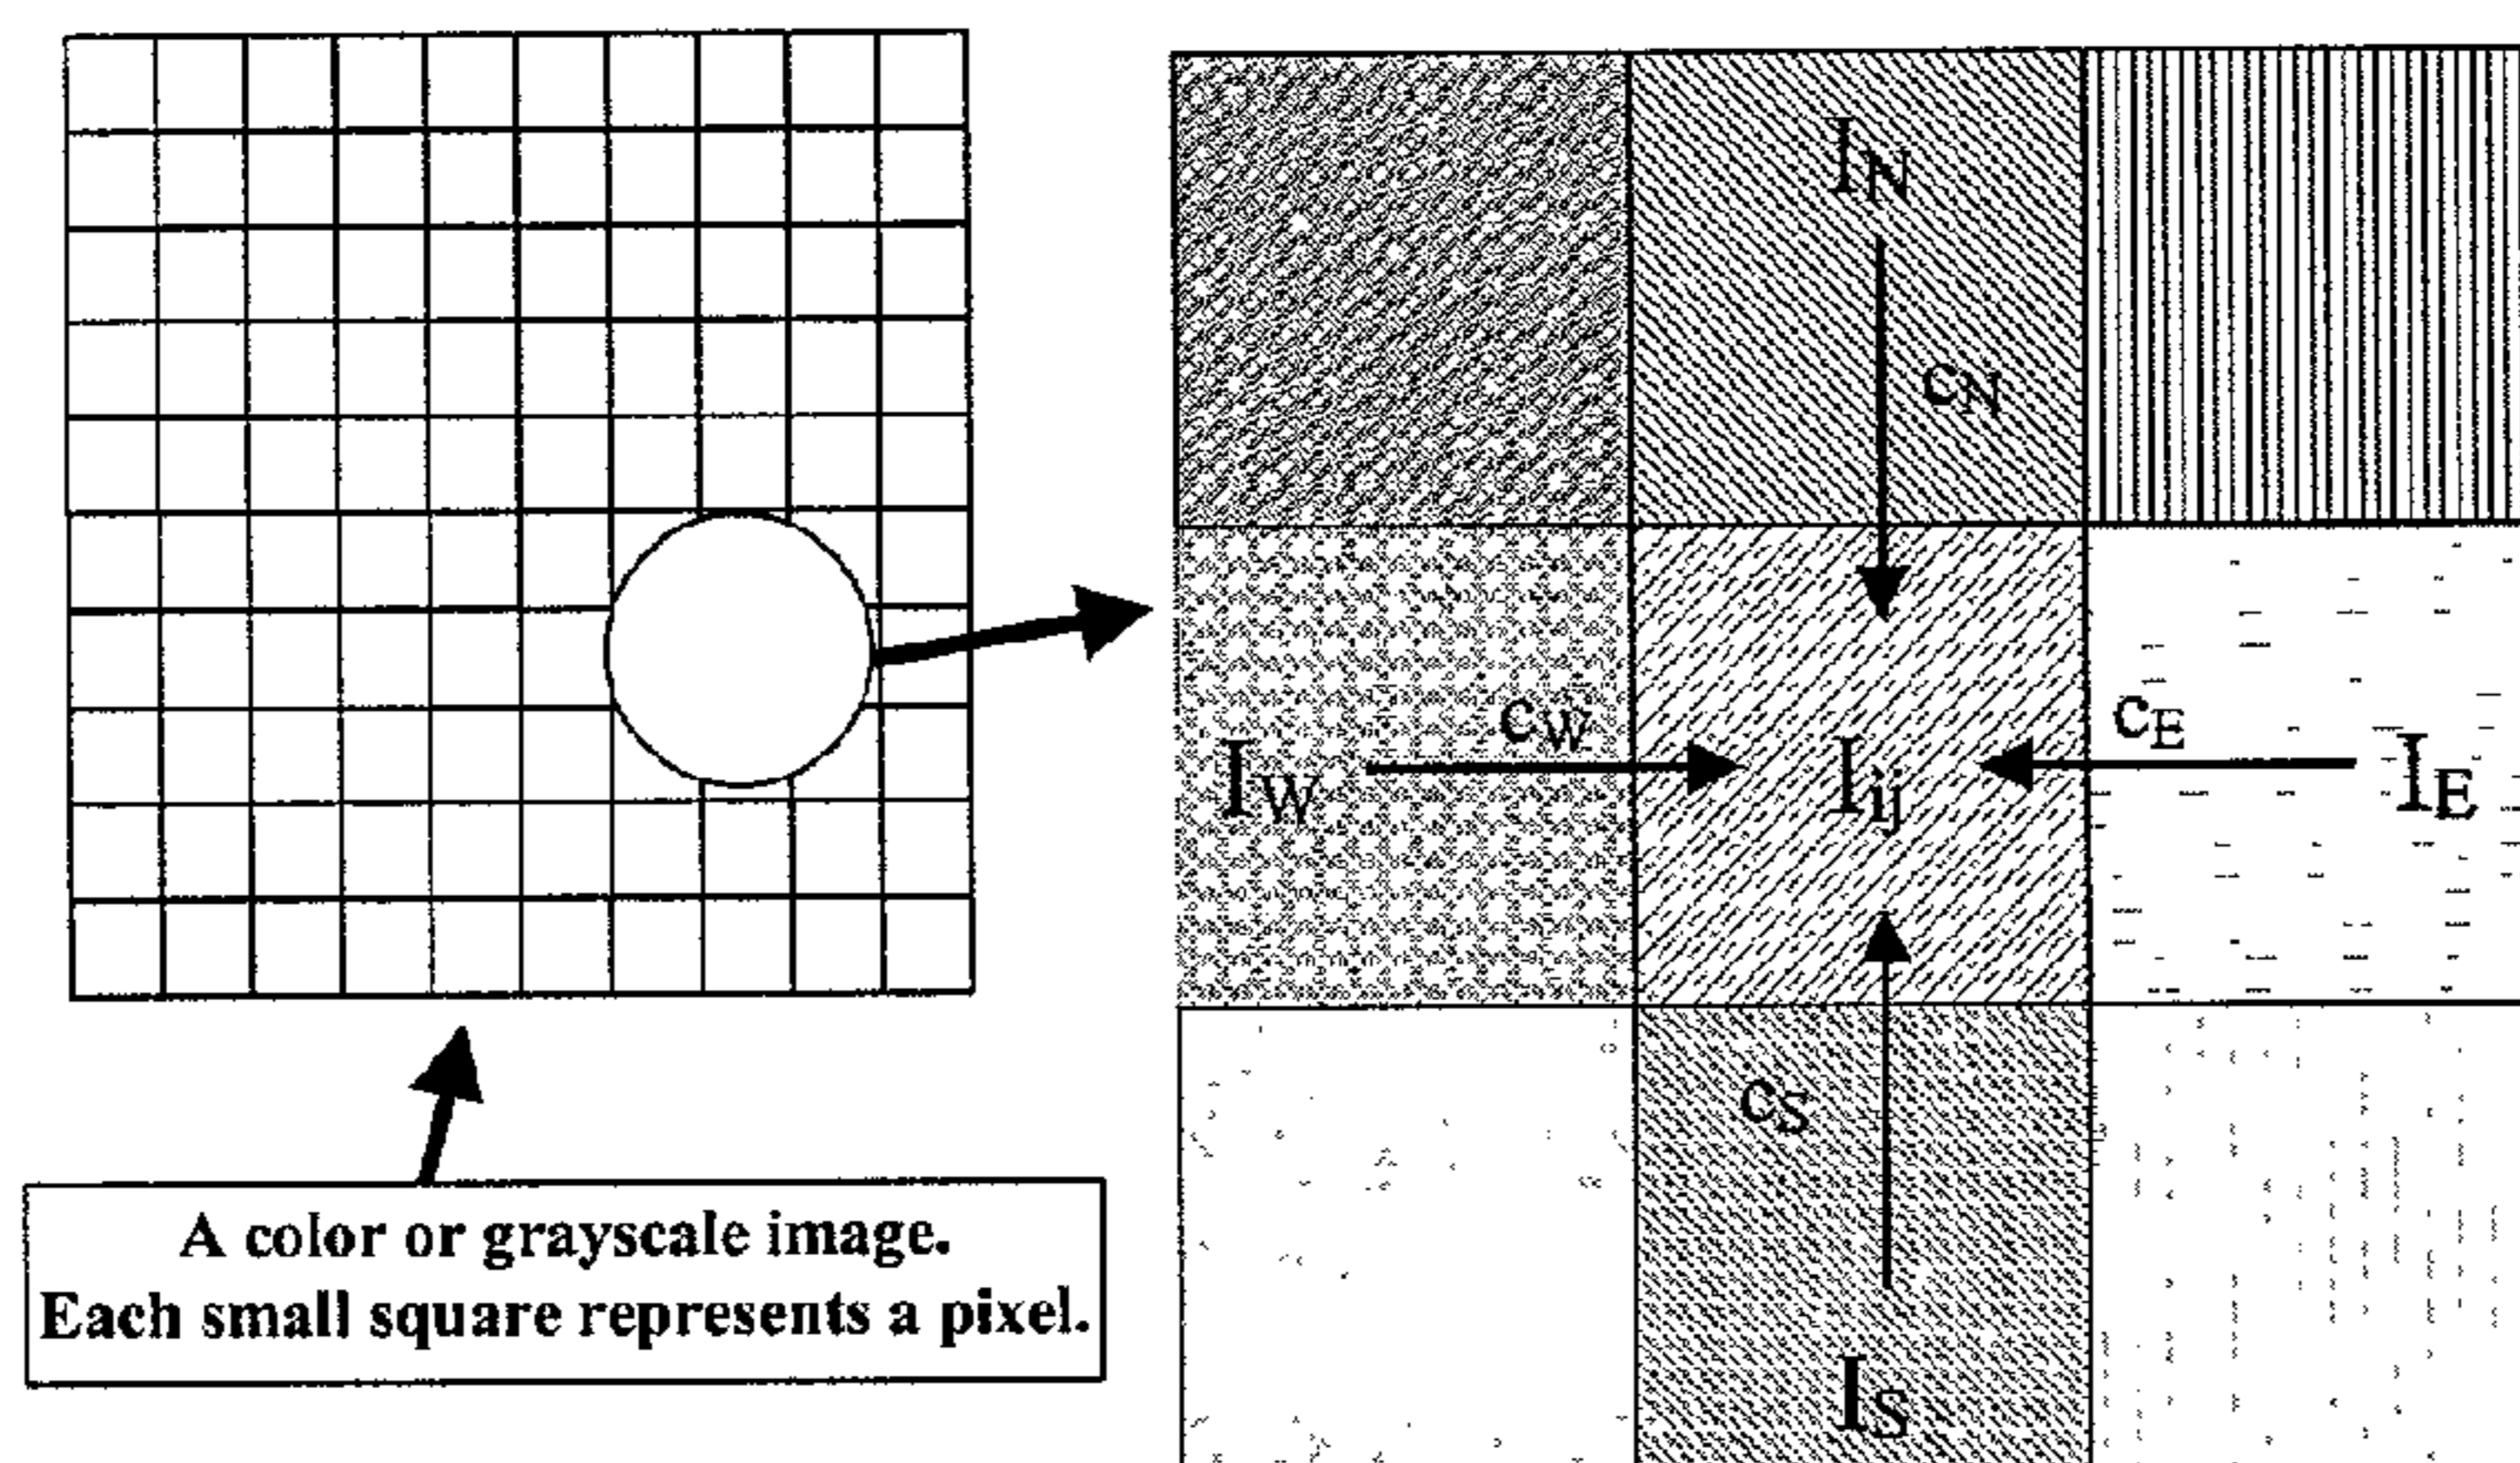 I_N
c_N
c_W
c_E
I_W
I_ij
I_E
c_S
I_S
A color or grayscale image.
Each small square represents a pixel.